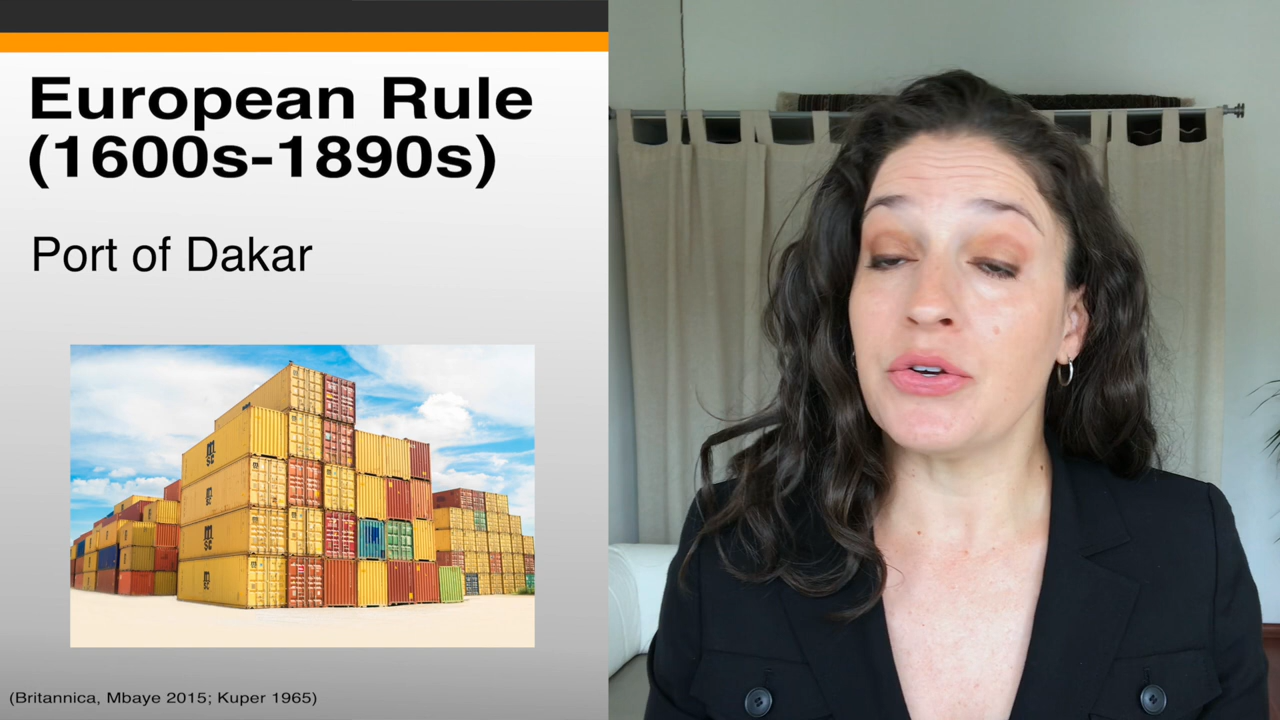 European Rule
(1600s-1890s)
Port of Dakar
(Britannica, Mbaye 2015; Kuper 1965)